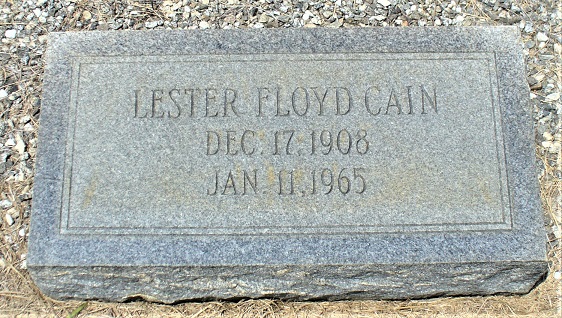 LESTER FLOYD CAIN
DEC. 17, 1908
JAN. 11, 1965